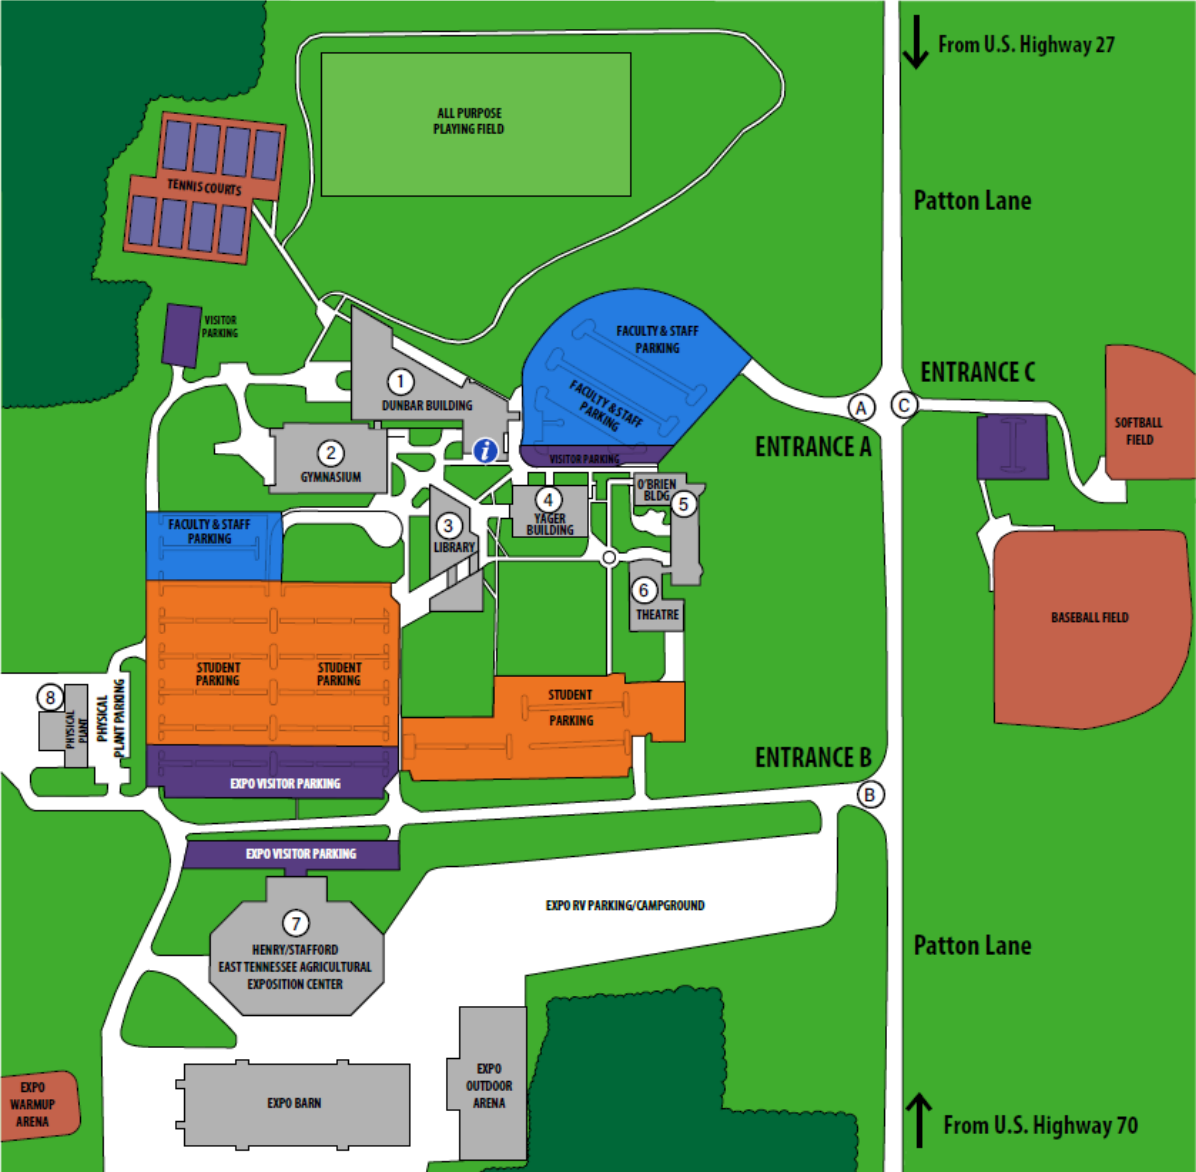 From U.S. Highway 27
ALL PURPOSE
PLAYING FIELD
TENNIS COURTS
Patton Lane
VISITOR
PARKING
FACULTY & STAFF
PARKING
FACULTY & STAFF
PARKING
1
DUNBAR BUILDING
ENTRANCE C
A
C
SOFTBALL
FIELD
ENTRANCE A
i
VISITOR PARKING
2
GYMNASIUM
O'BRIEN
BLDG
5
4
YAGER
BUILDING
3
LIBRARY
FACULTY & STAFF
PARKING
6
THEATRE
BASEBALL FIELD
STUDENT
PARKING
STUDENT
PARKING
8
PHYSICAL
PLANT
PHYSICAL
PLANT PARKING
STUDENT
PARKING
ENTRANCE B
B
EXPO VISITOR PARKING
EXPO VISITOR PARKING
EXPO RV PARKING/CAMPGROUND
7
HENRY/STAFFORD
EAST TENNESSEE AGRICULTURAL
EXPOSITION CENTER
Patton Lane
EXPO
OUTDOOR
ARENA
EXPO BARN
EXPO
WARMUP
ARENA
From U.S. Highway 70